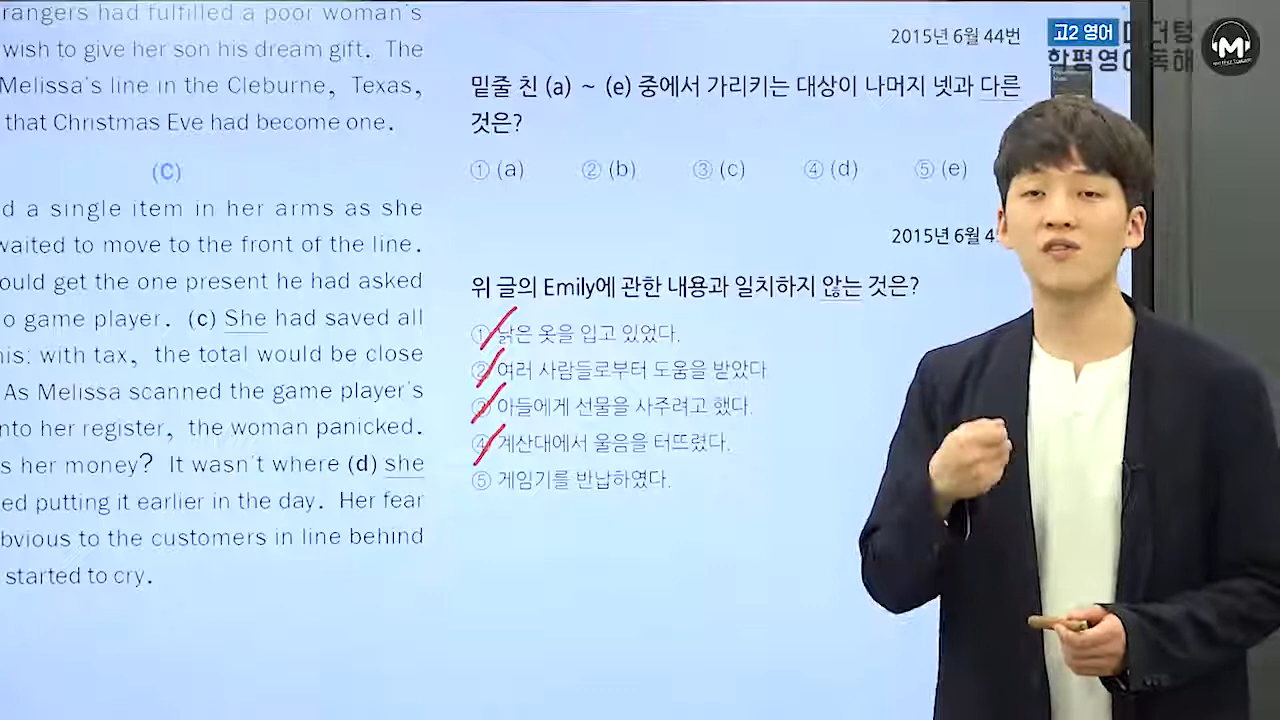 rangers had fulfilled a poor woman's
wish to give her son his dream gift. The
Melissa's line in the Cleburne, Texas,
that Christmas Eve had become one.
(C)
d a single item in her arms as she
waited to move to the front of the line.
ould get the one present he had asked
o game player. (c) She had saved all
his: with tax, the total would be close
As Melissa scanned the game player's
nto her register, the woman panicked.
s her money? It wasn't where (d) she
ed putting it earlier in the day. Her fear
bvious to the customers in line behind
started to cry.
2015년 6월 44번
밑줄 친 (a) ~ (e) 중에서 가리키는 대상이 나머지 넷과 다른
것은?
① (a) ② (b) ③ (c) ④ (d) ⑤ (e)
2015년 6월 4
위 글의 Emily에 관한 내용과 일치하지 않는 것은?
① 낡은 옷을 입고 있었다.
② 여러 사람들로부터 도움을 받았다
③ 아들에게 선물을 사주려고 했다.
④ 계산대에서 울음을 터뜨렸다.
⑤ 게임기를 반납하였다.
고2 영어 마더텅
학평영어독해
M